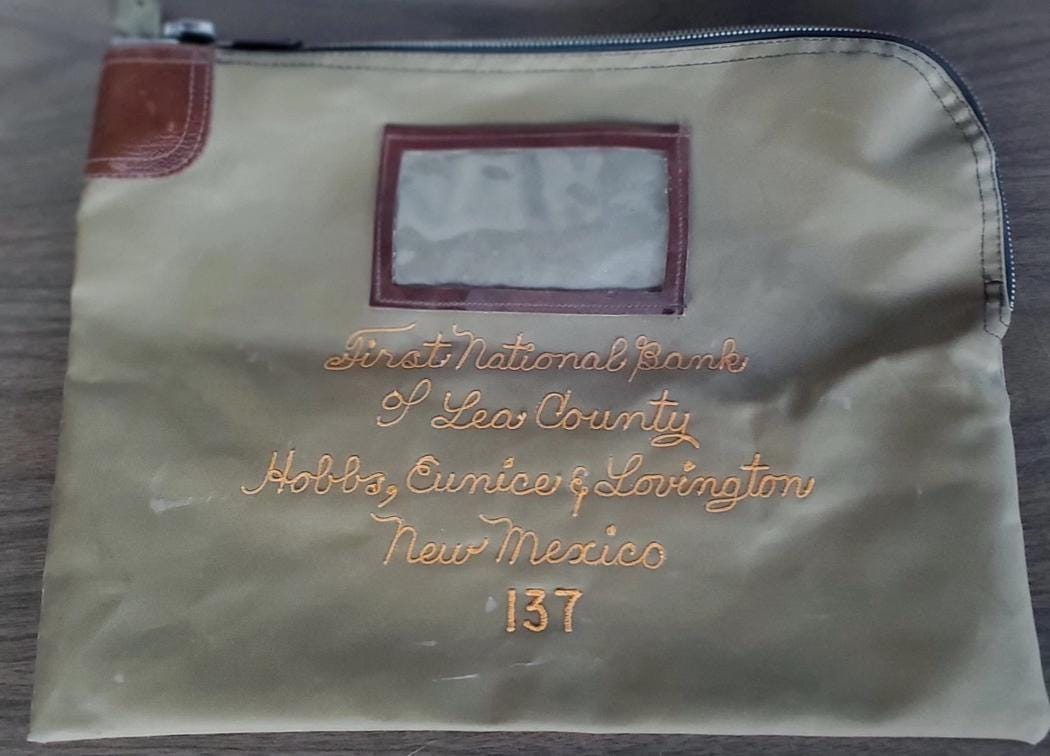 First National Bank
Of Lea County
Hobbs, Eunice & Lovington
New Mexico
137